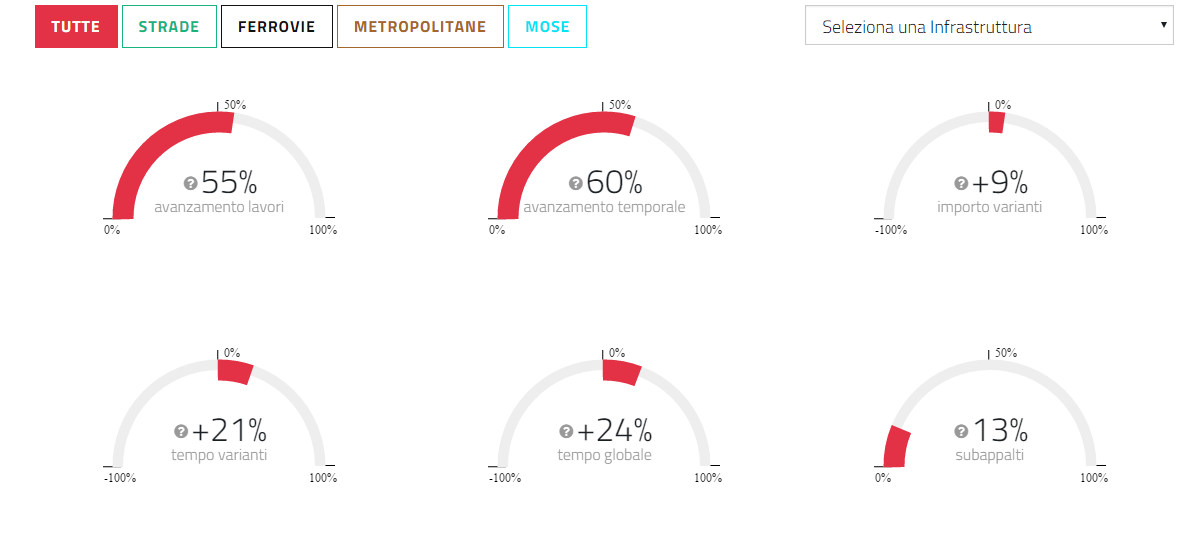 TUTTE STRADE FERROVIE METROPOLITANE MOSE Seleziona una Infrastruttura
50% 50% 0%
55% 60% +9%
avanzamento lavori avanzamento temporale importo varianti
0% 100% 0% 100% -100% 100%
0% 0% 50%
+21% +24% 13%
tempo varianti tempo globale subappalti
-100% 100% -100% 100% 0% 100%